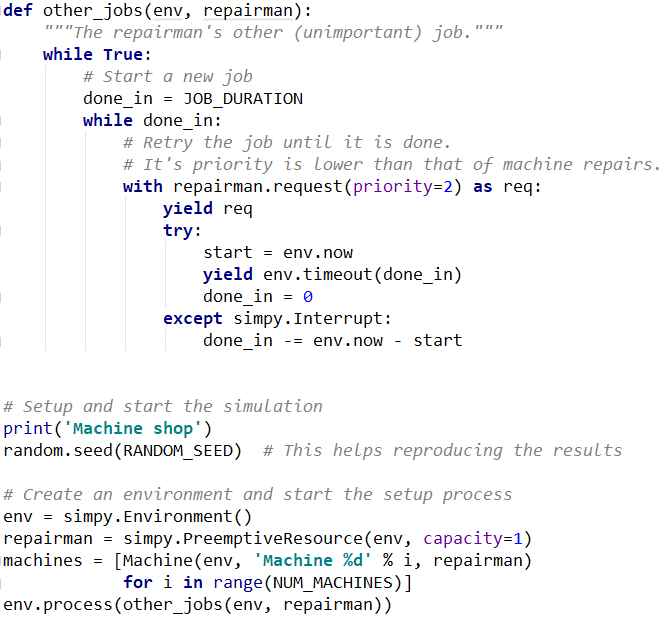 def other_jobs(env, repairman):
    """The repairman's other (unimportant) job."""
    while True:
        # Start a new job
        done_in = JOB_DURATION
        while done_in:
            # Retry the job until it is done.
            # It's priority is lower than that of machine repairs.
            with repairman.request(priority=2) as req:
                yield req
                try:
                    start = env.now
                    yield env.timeout(done_in)
                    done_in = 0
                except simpy.Interrupt:
                    done_in -= env.now - start
# Setup and start the simulation
print('Machine shop')
random.seed(RANDOM_SEED)  # This helps reproducing the results
# Create an environment and start the setup process
env = simpy.Environment()
repairman = simpy.PreemptiveResource(env, capacity=1)
machines = [Machine(env, 'Machine %d' % i, repairman)
            for i in range(NUM_MACHINES)]
env.process(other_jobs(env, repairman))